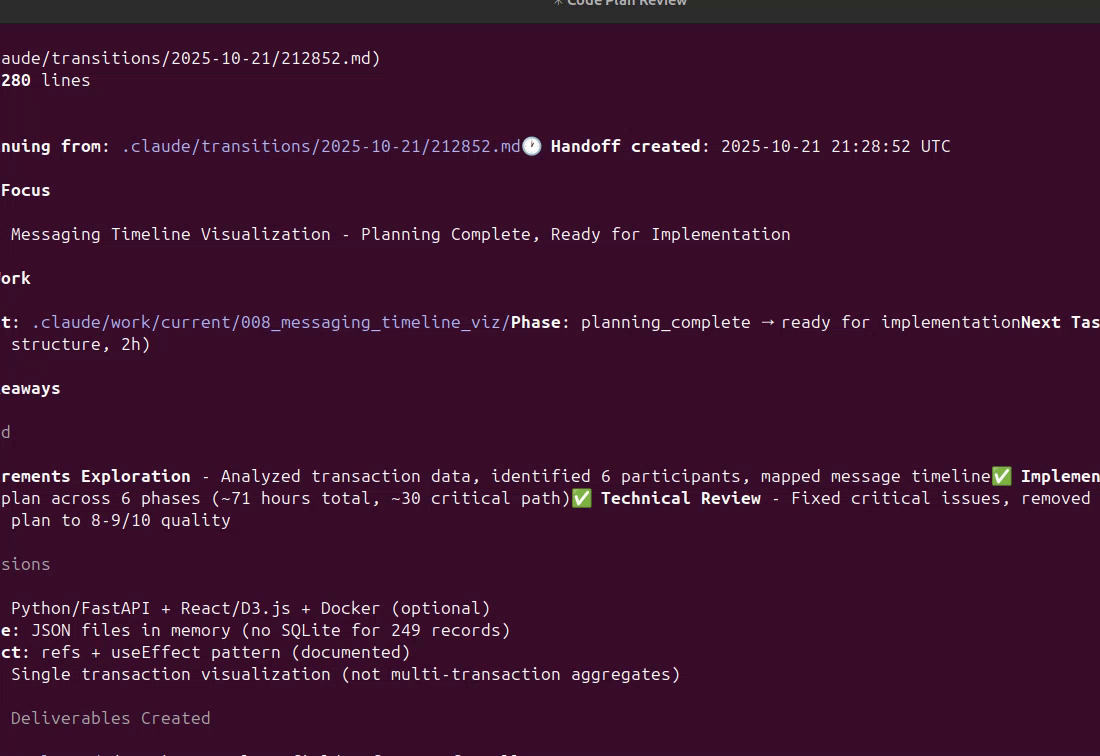 ✳ Code Plan Review
aude/transitions/2025-10-21/212852.md)
280 lines
nuing from: .claude/transitions/2025-10-21/212852.md🕐 Handoff created: 2025-10-21 21:28:52 UTC
Focus
Messaging Timeline Visualization - Planning Complete, Ready for Implementation
ork
t: .claude/work/current/008_messaging_timeline_viz/Phase: planning_complete → ready for implementationNext Tas
structure, 2h)
eaways
d
rements Exploration - Analyzed transaction data, identified 6 participants, mapped message timeline✅ Implemen
plan across 6 phases (~71 hours total, ~30 critical path)✅ Technical Review - Fixed critical issues, removed
plan to 8-9/10 quality
sions
Python/FastAPI + React/D3.js + Docker (optional)
e: JSON files in memory (no SQLite for 249 records)
ct: refs + useEffect pattern (documented)
Single transaction visualization (not multi-transaction aggregates)
Deliverables Created